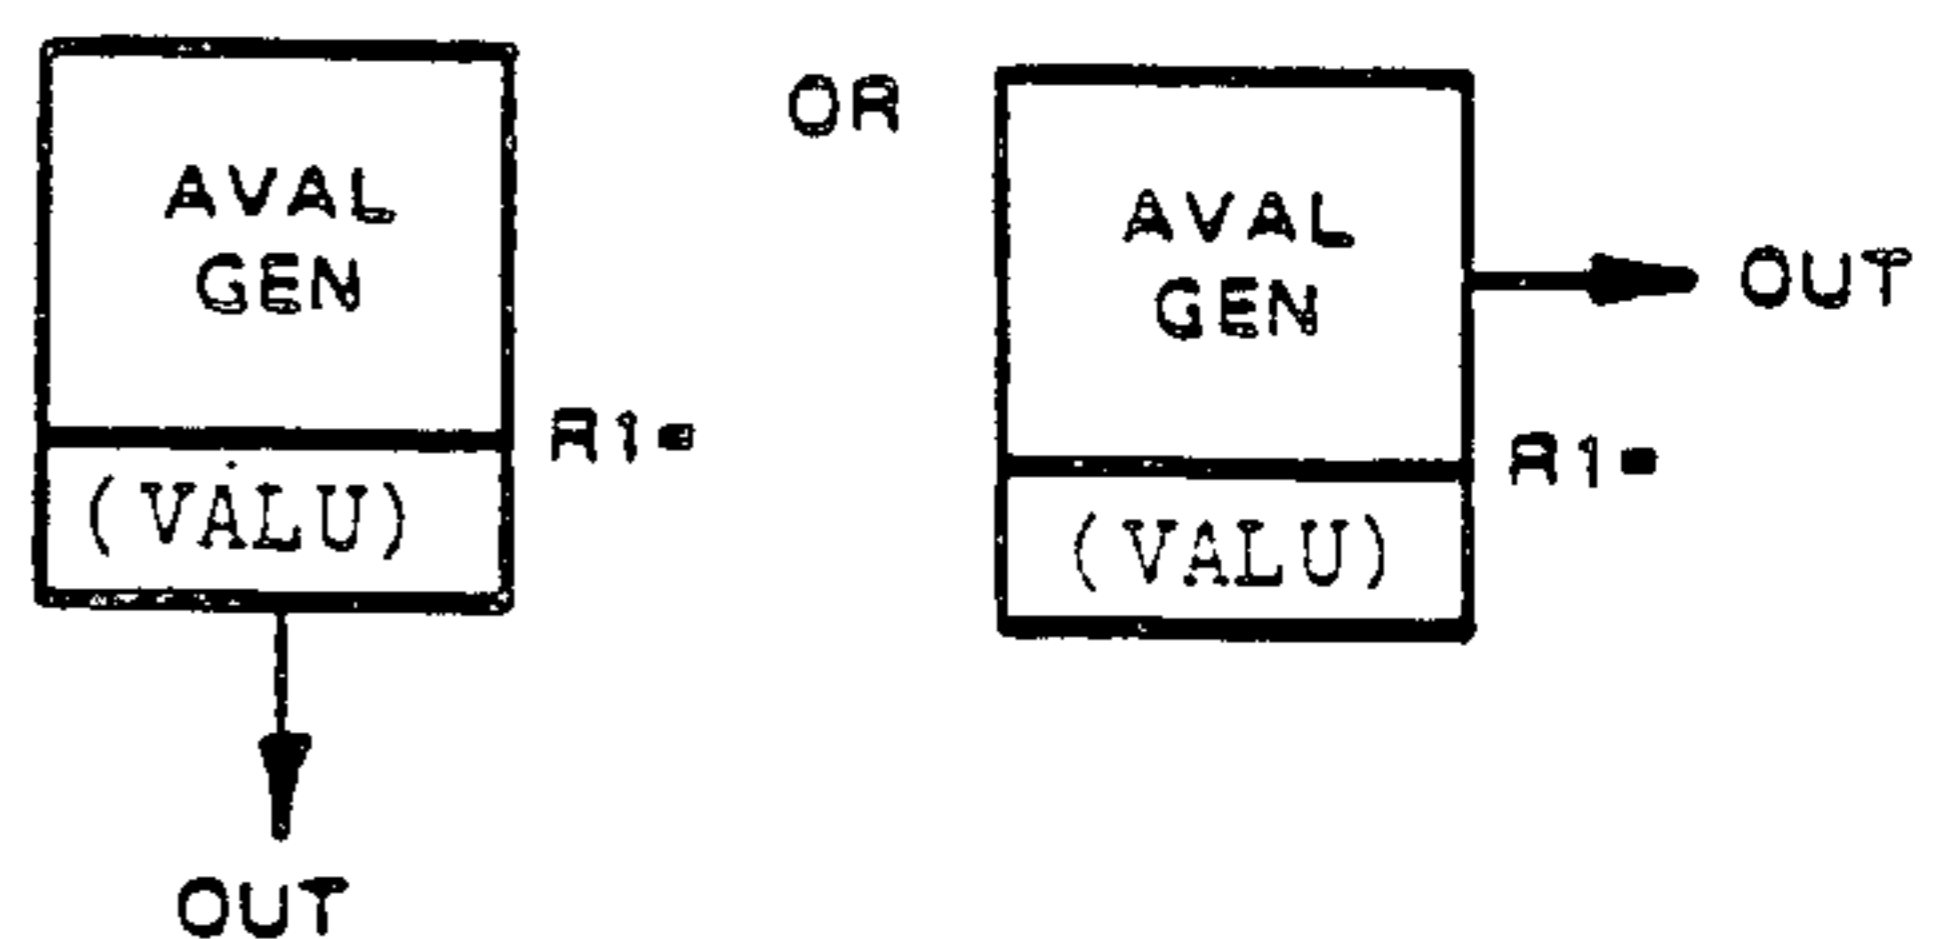 AVAL
GEN
R1=
(VALU)
OUT
OR
AVAL
GEN
OUT
R1=
(VALU)